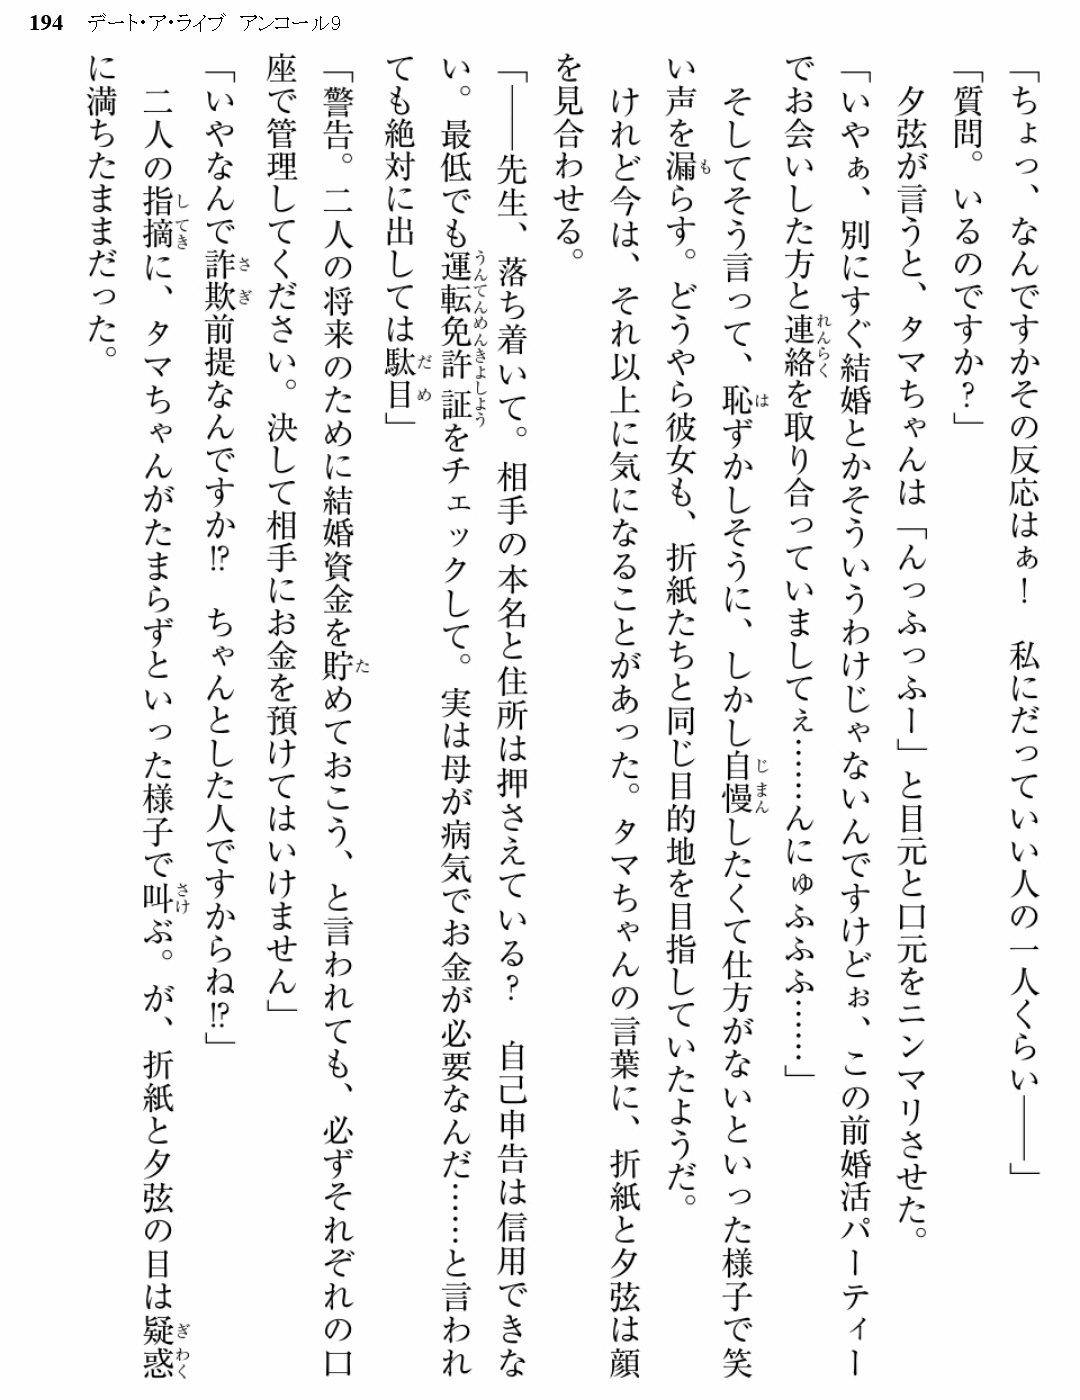 194 デート・ア・ライブ アンコール9
「ちょっ、なんですかその反応はぁ！　私にだっていい人の一人くらい――」
「質問。いるのですか？」
　夕弦が言うと、タマちゃんは「んっふっふー」と目元と口元をニンマリさせた。
「いやぁ、別にすぐ結婚とかそういうわけじゃないんですけどぉ、この前婚活パーティー
でお会いした方と連絡を取り合っていましてぇ……んにゅふふふ……」
　そしてそう言って、恥ずかしそうに、しかし自慢したくて仕方がないといった様子で笑
い声を漏らす。どうやら彼女も、折紙たちと同じ目的地を目指していたようだ。
　けれど今は、それ以上に気になることがあった。タマちゃんの言葉に、折紙と夕弦は顔
を見合わせる。
「――先生、落ち着いて。相手の本名と住所は押さえている？　自己申告は信用できな
い。最低でも運転免許証をチェックして。実は母が病気でお金が必要なんだ……と言われ
ても絶対に出しては駄目」
「警告。二人の将来のために結婚資金を貯めておこう、と言われても、必ずそれぞれの口
座で管理してください。決して相手にお金を預けてはいけません」
「いやなんで詐欺前提なんですか!?　ちゃんとした人ですからね!?」
　二人の指摘に、タマちゃんがたまらずといった様子で叫ぶ。が、折紙と夕弦の目は疑惑
に満ちたままだった。